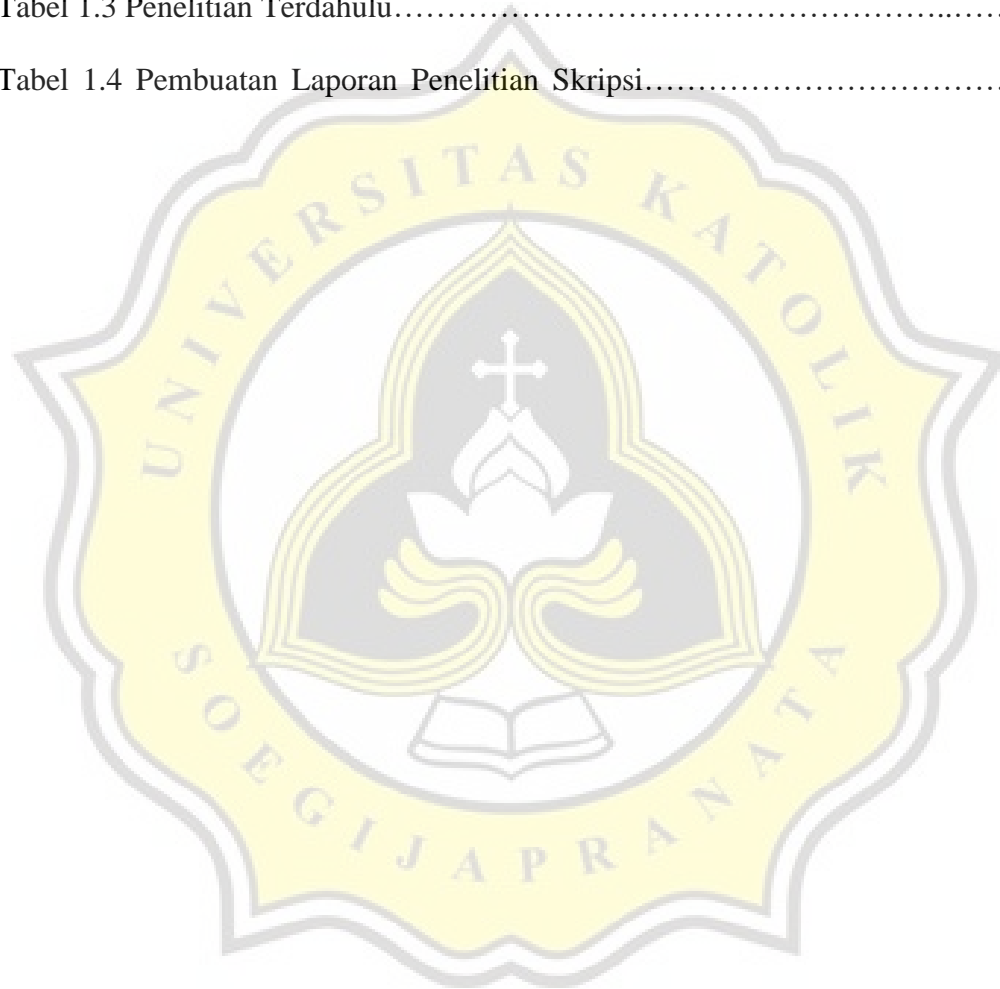 Tabel 1.3 Penelitian Terdahulu……………………………………………..……
Tabel 1.4 Pembuatan Laporan Penelitian Skripsi……………………………
UNIVERSITAS KATOLIK
SOEGIJAPRANATA